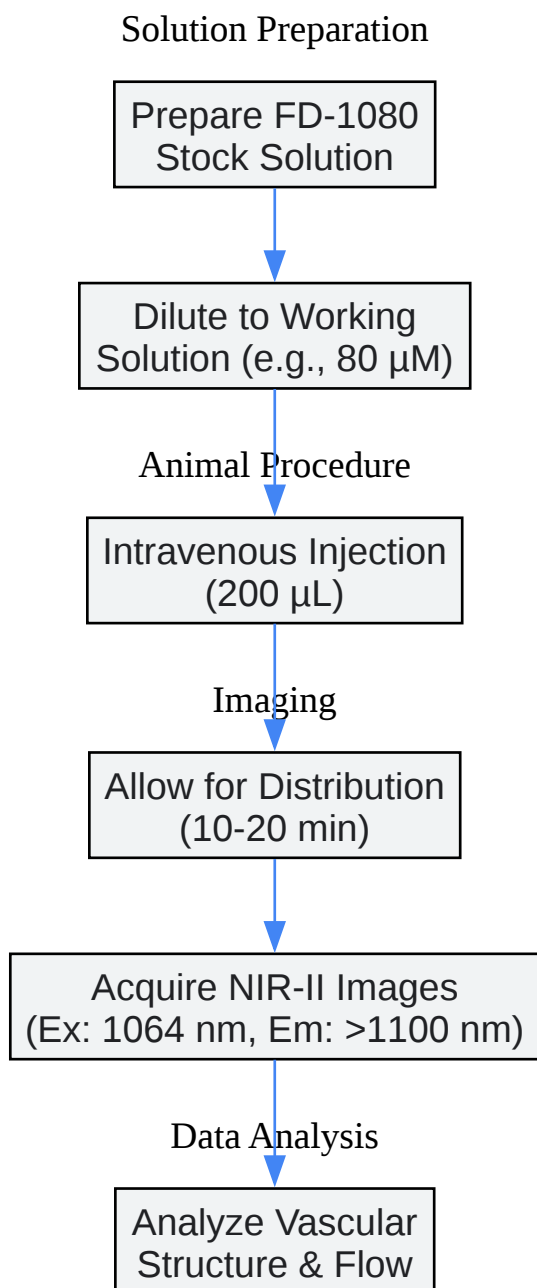 Solution Preparation
Prepare FD-1080
Stock Solution
Dilute to Working
Solution (e.g., 80 µM)
Animal Procedure
Intravenous Injection
(200 µL)
Imaging
Allow for Distribution
(10-20 min)
Acquire NIR-II Images
(Ex: 1064 nm, Em: >1100 nm)
Data Analysis
Analyze Vascular
Structure & Flow